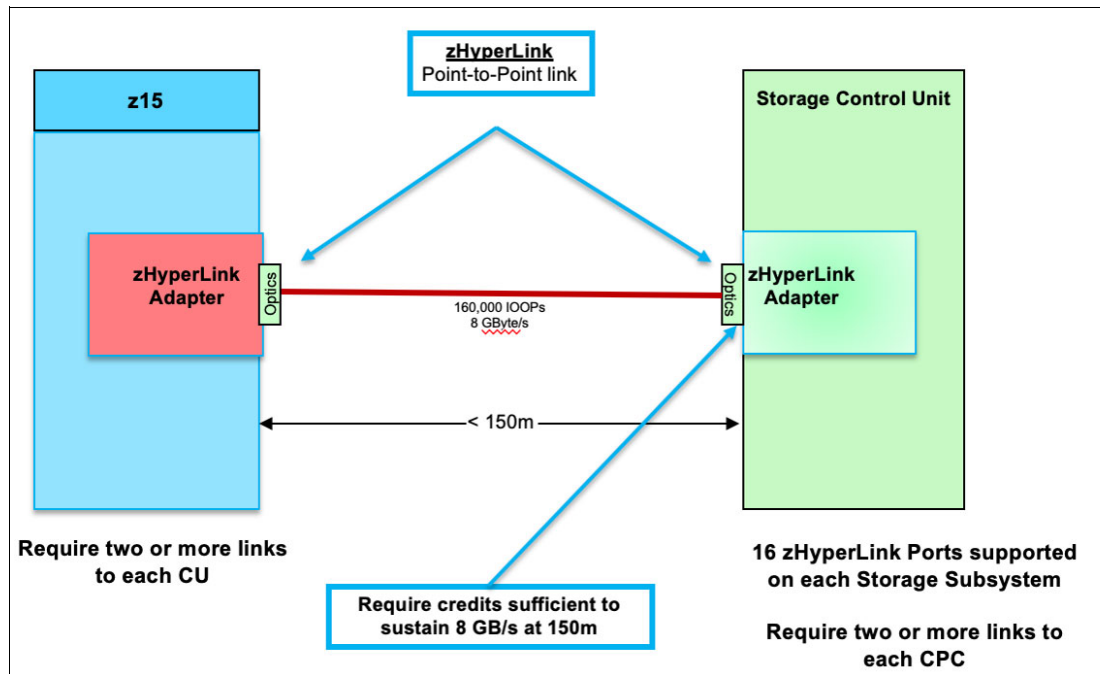 zHyperLink
Point-to-Point link
z15
Storage Control Unit
zHyperLink
Adapter
Optics
160,000 IOOPs
8 GByte/s
Optics
zHyperLink
Adapter
< 150m
Require two or more links
to each CU
Require credits sufficient to
sustain 8 GB/s at 150m
16 zHyperLink Ports supported
on each Storage Subsystem
Require two or more links to
each CPC